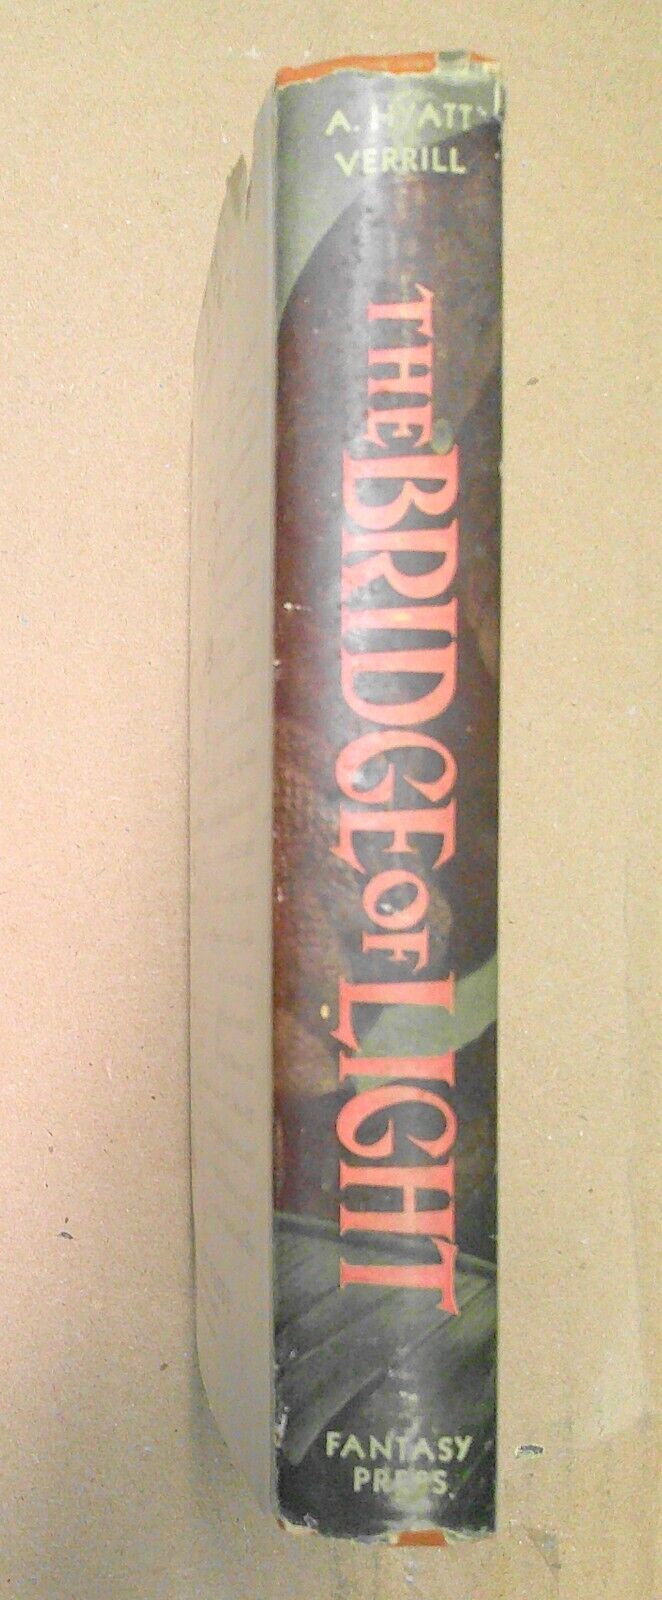 A. HYATT
VERRILL
THE BRIDGE OF LIGHT
FANTASY
PRESS